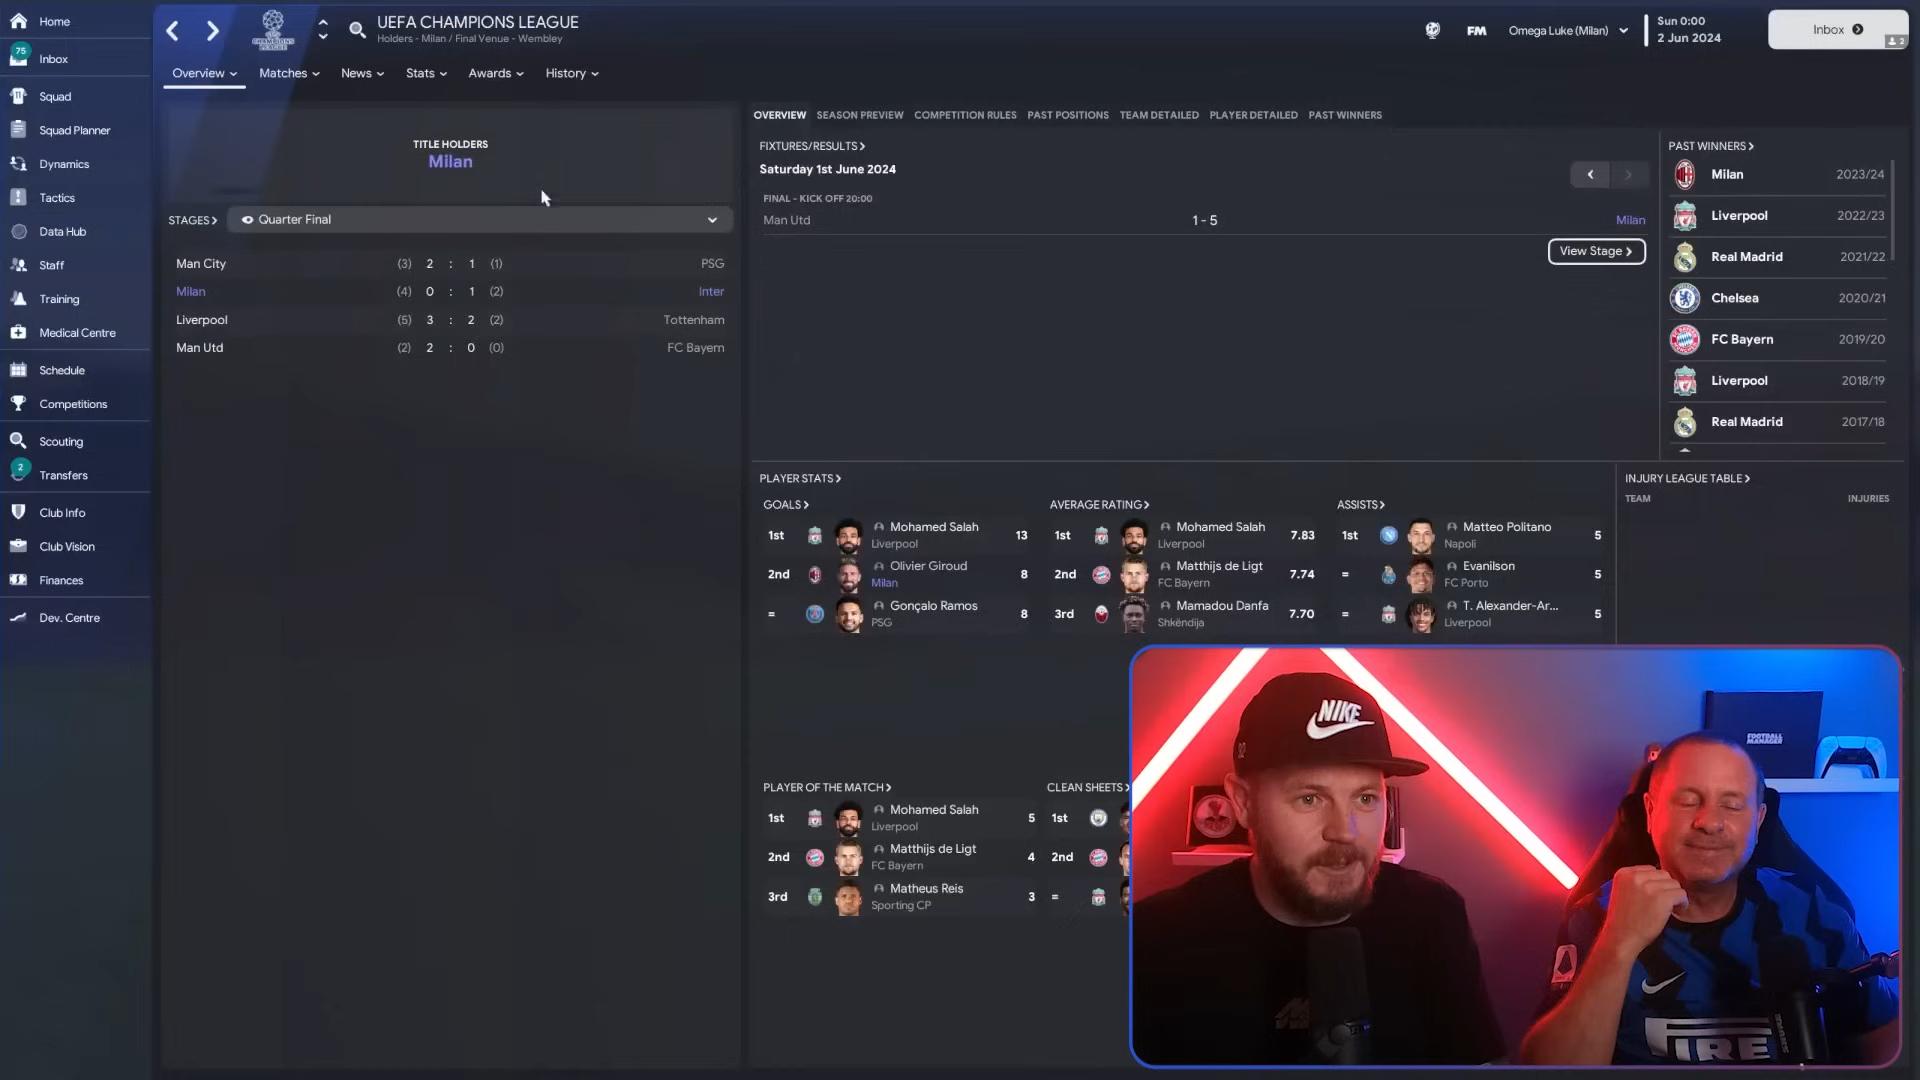 Home
75
Inbox
Squad
Squad Planner
Dynamics
Tactics
Data Hub
Staff
Training
Medical Centre
Schedule
Competitions
Scouting
2
Transfers
Club Info
Club Vision
Finances
Dev. Centre
CHAMPIONS LEAGUE
UEFA CHAMPIONS LEAGUE
Holders - Milan / Final Venue - Wembley
FM
Omega Luke (Milan)
Sun 0:00
2 Jun 2024
Inbox
2
Overview Matches News Stats Awards History
TITLE HOLDERS
Milan
STAGES Quarter Final
Man City (3) 2 : 1 (1) PSG
Milan (4) 0 : 1 (2) Inter
Liverpool (5) 3 : 2 (2) Tottenham
Man Utd (2) 2 : 0 (0) FC Bayern
OVERVIEW SEASON PREVIEW COMPETITION RULES PAST POSITIONS TEAM DETAILED PLAYER DETAILED PAST WINNERS
FIXTURES/RESULTS
Saturday 1st June 2024
FINAL - KICK OFF 20:00
Man Utd 1 - 5 Milan
View Stage
PAST WINNERS
Milan 2023/24
Liverpool 2022/23
Real Madrid 2021/22
Chelsea 2020/21
FC Bayern 2019/20
Liverpool 2018/19
Real Madrid 2017/18
PLAYER STATS
GOALS
1st Mohamed Salah 13
Liverpool
2nd Olivier Giroud 8
Milan
= Gonçalo Ramos 8
PSG
AVERAGE RATING
1st Mohamed Salah 7.83
Liverpool
2nd Matthijs de Ligt 7.74
FC Bayern
3rd Mamadou Danfa 7.70
Shkëndija
ASSISTS
1st Matteo Politano 5
Napoli
= Evanilson 5
FC Porto
= T. Alexander-Ar... 5
Liverpool
INJURY LEAGUE TABLE
TEAM INJURIES
PLAYER OF THE MATCH
1st Mohamed Salah 5
Liverpool
2nd Matthijs de Ligt 4
FC Bayern
3rd Matheus Reis 3
Sporting CP
CLEAN SHEETS
1st
2nd
=
NIKE
FOOTBALL
MANAGER